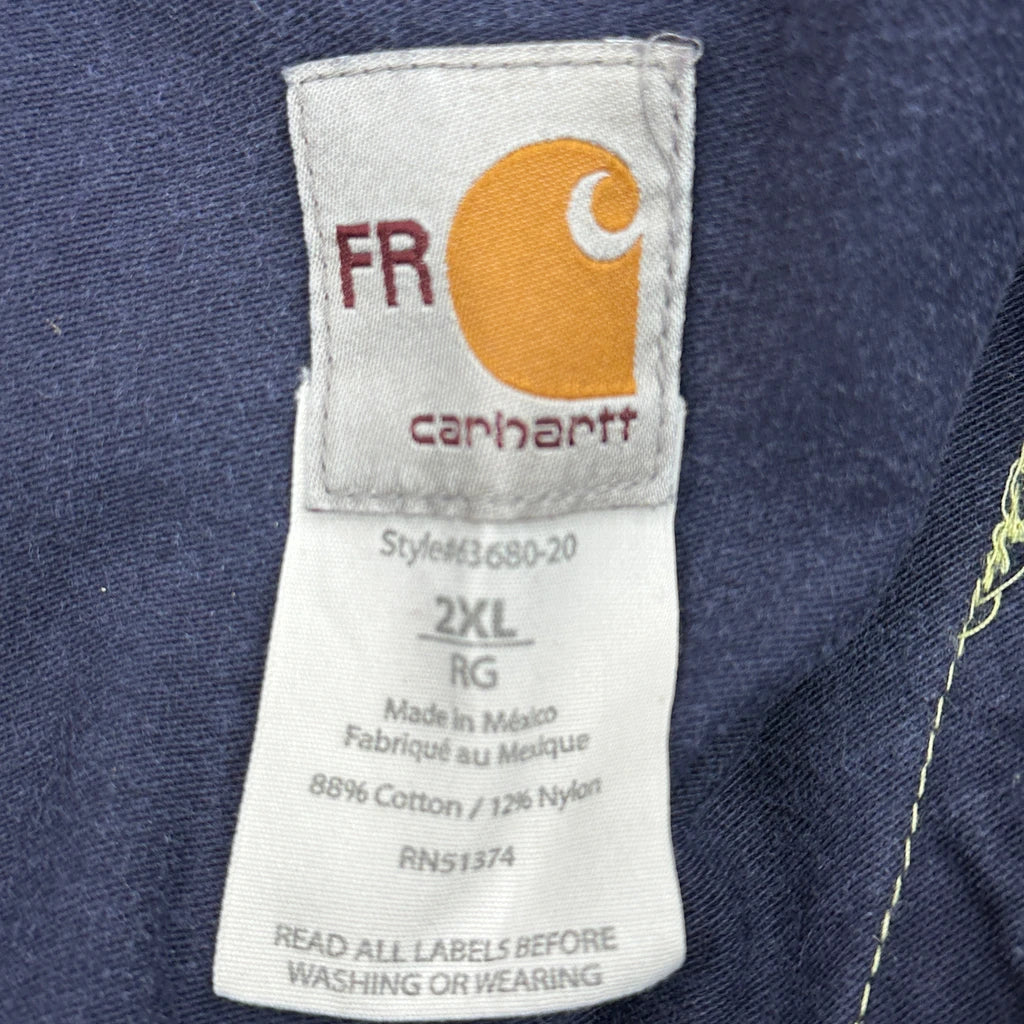 FR
carhartt
Style#63680-20
2XL
RG
Made in México
Fabriqué au Mexique
88% Cotton / 12% Nylon
RN51374
READ ALL LABELS BEFORE
WASHING OR WEARING